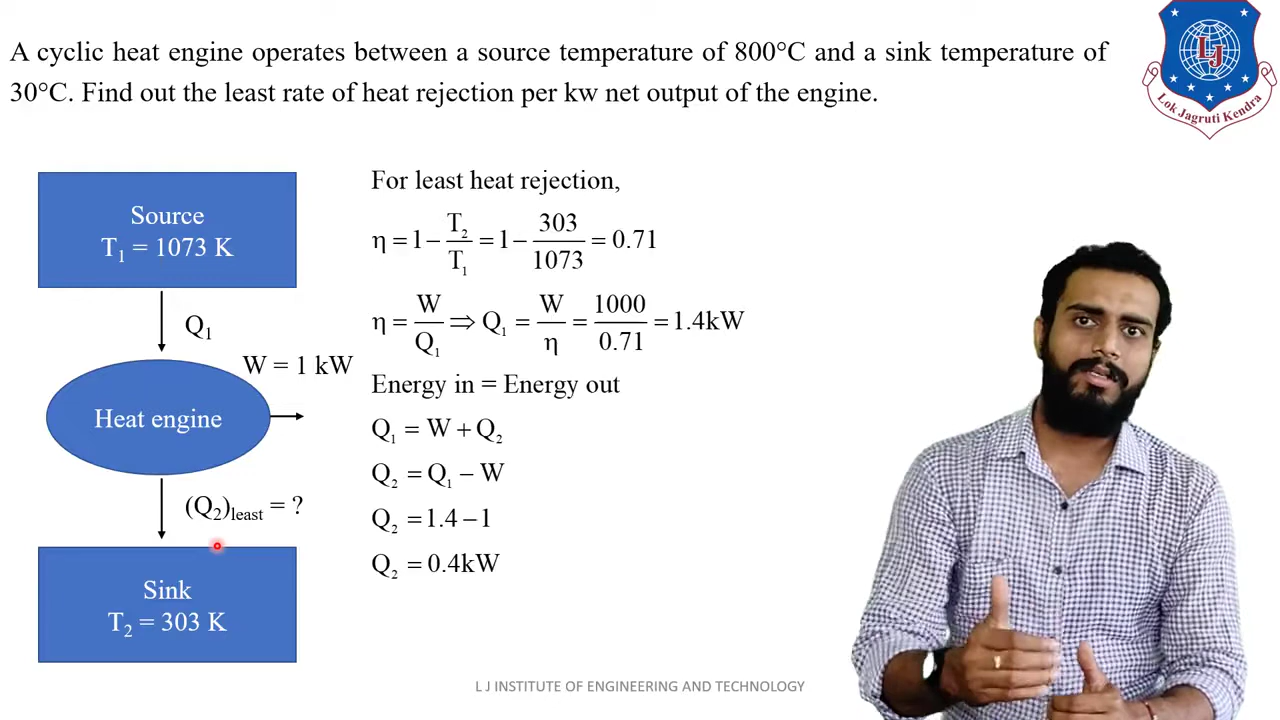 A cyclic heat engine operates between a source temperature of 800°C and a sink temperature of
30°C. Find out the least rate of heat rejection per kw net output of the engine.
LJ
Lok Jagruti Kendra
Source
T₁ = 1073 K
Q₁
W = 1 kW
Heat engine
(Q₂)least = ?
Sink
T₂ = 303 K
For least heat rejection,
η = 1 − T₂/T₁ = 1 − 303/1073 = 0.71
η = W/Q₁ ⇒ Q₁ = W/η = 1000/0.71 = 1.4kW
Energy in = Energy out
Q₁ = W + Q₂
Q₂ = Q₁ − W
Q₂ = 1.4 − 1
Q₂ = 0.4kW
L J INSTITUTE OF ENGINEERING AND TECHNOLOGY